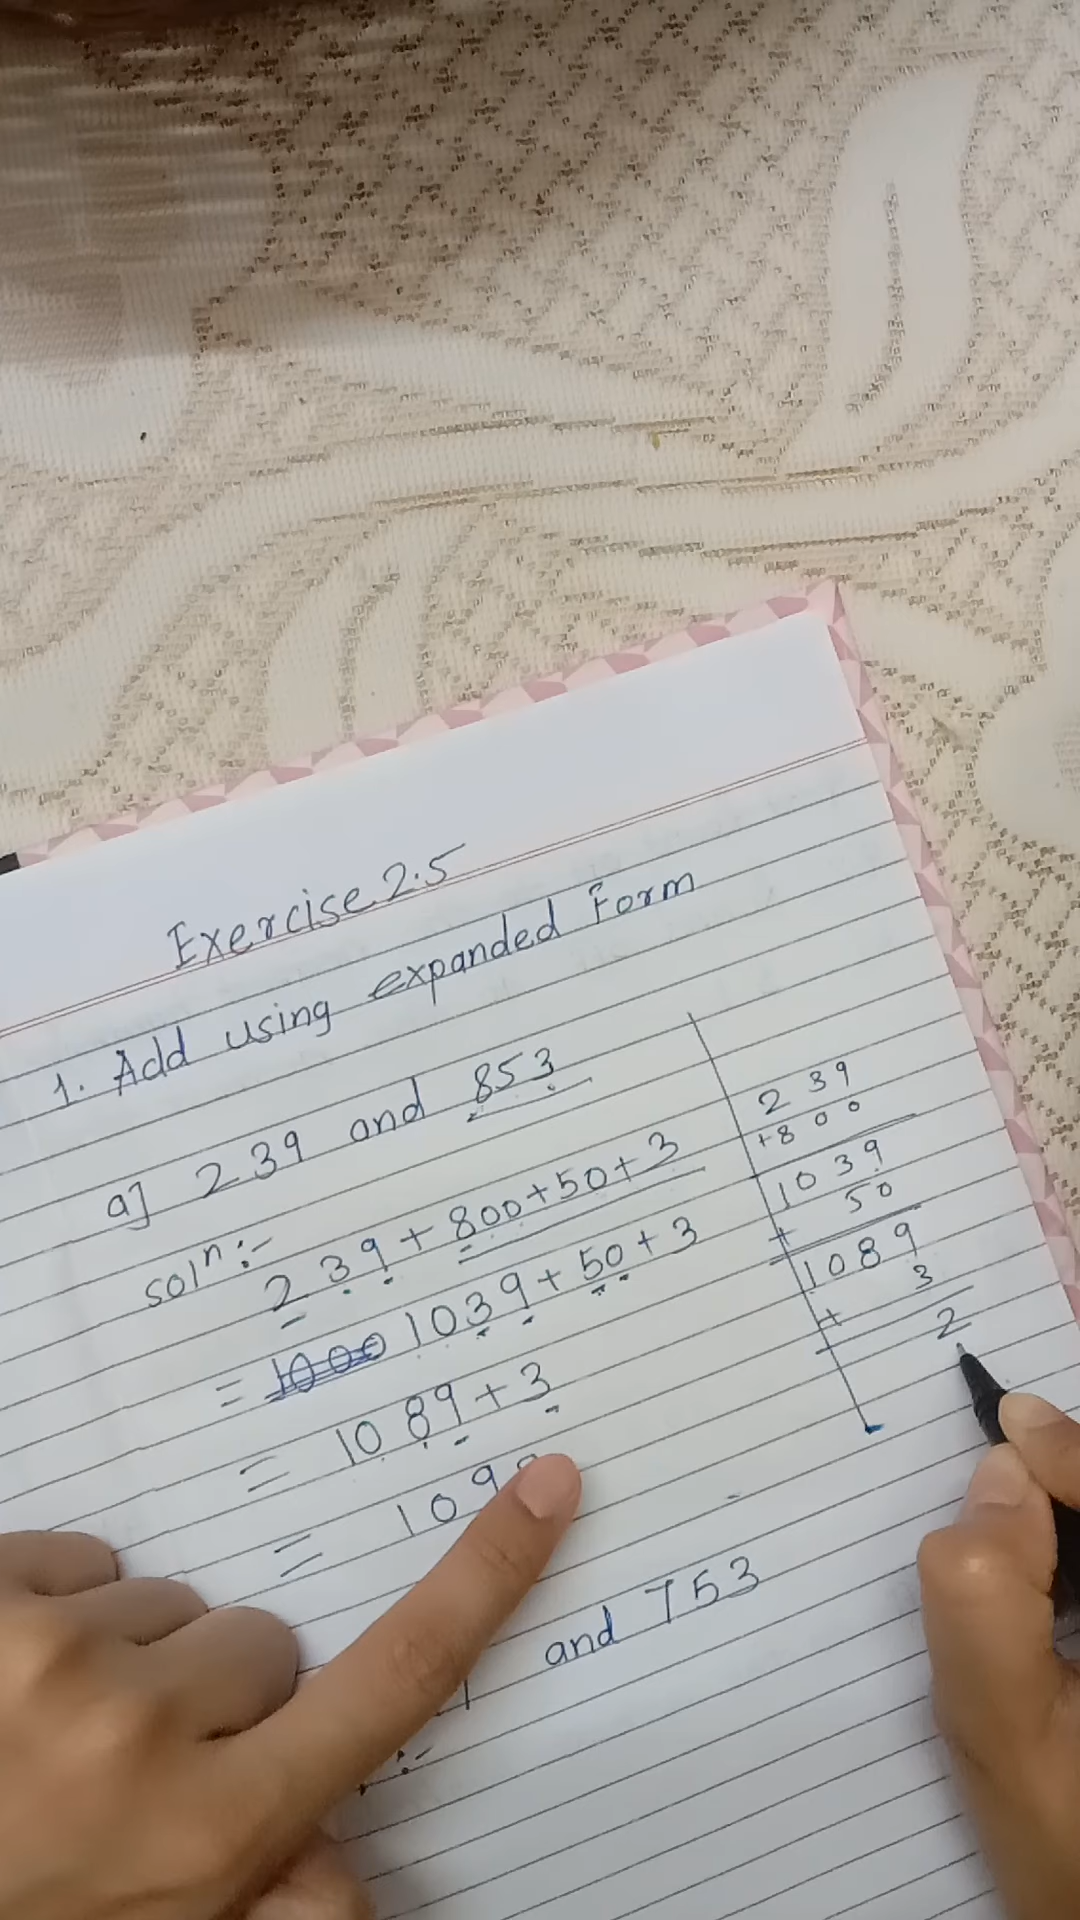 Exercise 2.5
1. Add using expanded Form
a] 239 and 853
solⁿ:-
239 + 800+50+3
= 1039 + 50 + 3
= 1089 + 3
= 109
and 753
239
+800
1039
+ 50
1089
+ 3
2